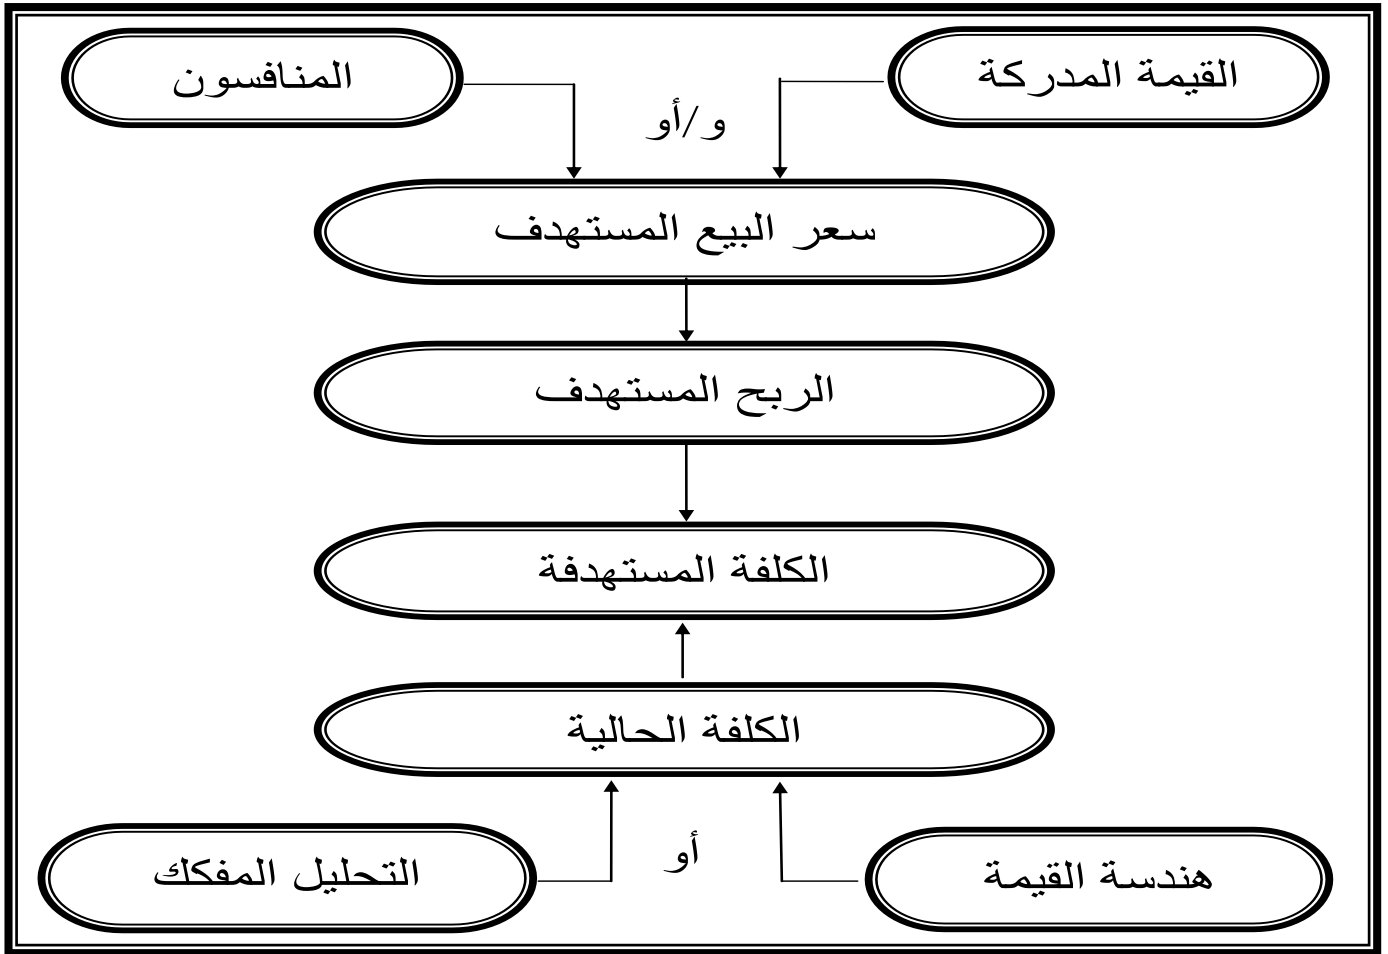 القيمة المدركة
المنافسون
و/أو
سعر البيع المستهدف
الربح المستهدف
الكلفة المستهدفة
الكلفة الحالية
أو
هندسة القيمة
التحليل المفكك